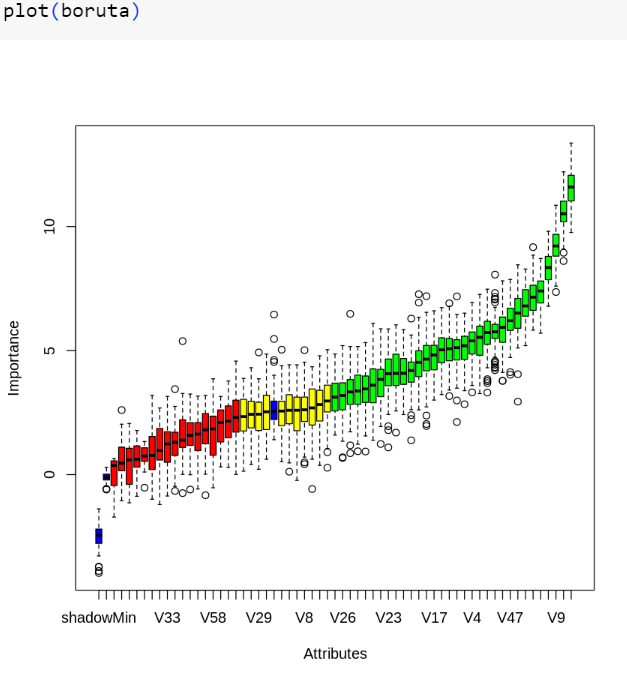 plot(boruta)
10
5
0
Importance
shadowMin V33 V58 V29 V8 V26 V23 V17 V4 V47 V9
Attributes